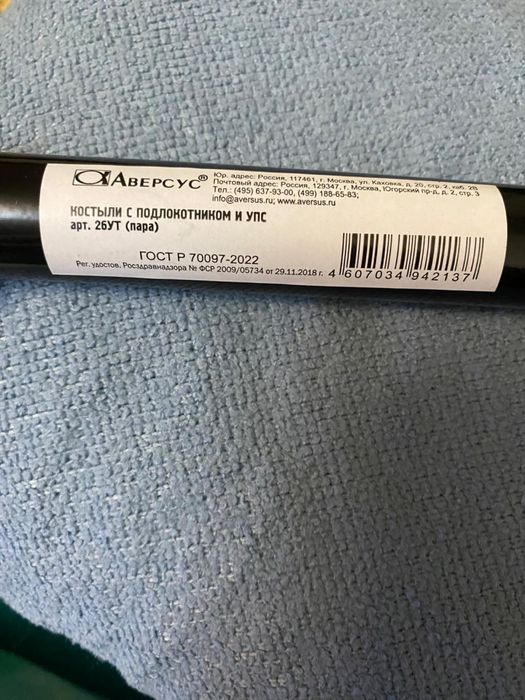 АВЕРСУС®
Юр. адрес: Россия, 117461, г. Москва, ул. Каховка, д. 20, стр. 2, каб. 2В
Почтовый адрес: Россия, 129347, г. Москва, Югорский пр-д, д. 2, стр. 3
Тел.: (495) 637-93-00, (499) 188-65-83;
info@aversus.ru; www.aversus.ru
КОСТЫЛИ С ПОДЛОКОТНИКОМ И УПС
арт. 26УТ (пара)
ГОСТ Р 70097-2022
Рег. удостов. Росздравнадзора № ФСР 2009/05734 от 29.11.2018 г.
4 607034 942137